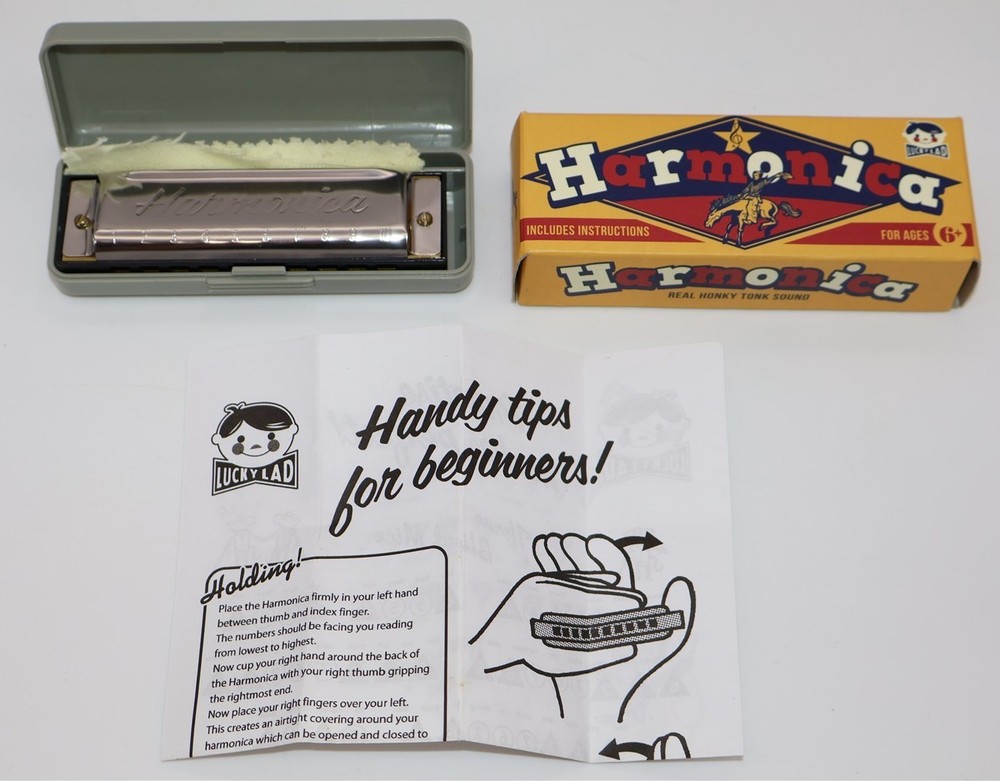 Harmonica
Harmonica
LUCKY LAD
INCLUDES INSTRUCTIONS
FOR AGES 6+
Harmonica
REAL HONKY TONK SOUND
LUCKY LAD
Handy tips
for beginners!
Holding!
Place the Harmonica firmly in your left hand
between thumb and index finger.
The numbers should be facing you reading
from lowest to highest.
Now cup your right hand around the back of
the Harmonica with your right thumb gripping
the rightmost end.
Now place your right fingers over your left.
This creates an airtight covering around your
harmonica which can be opened and closed to